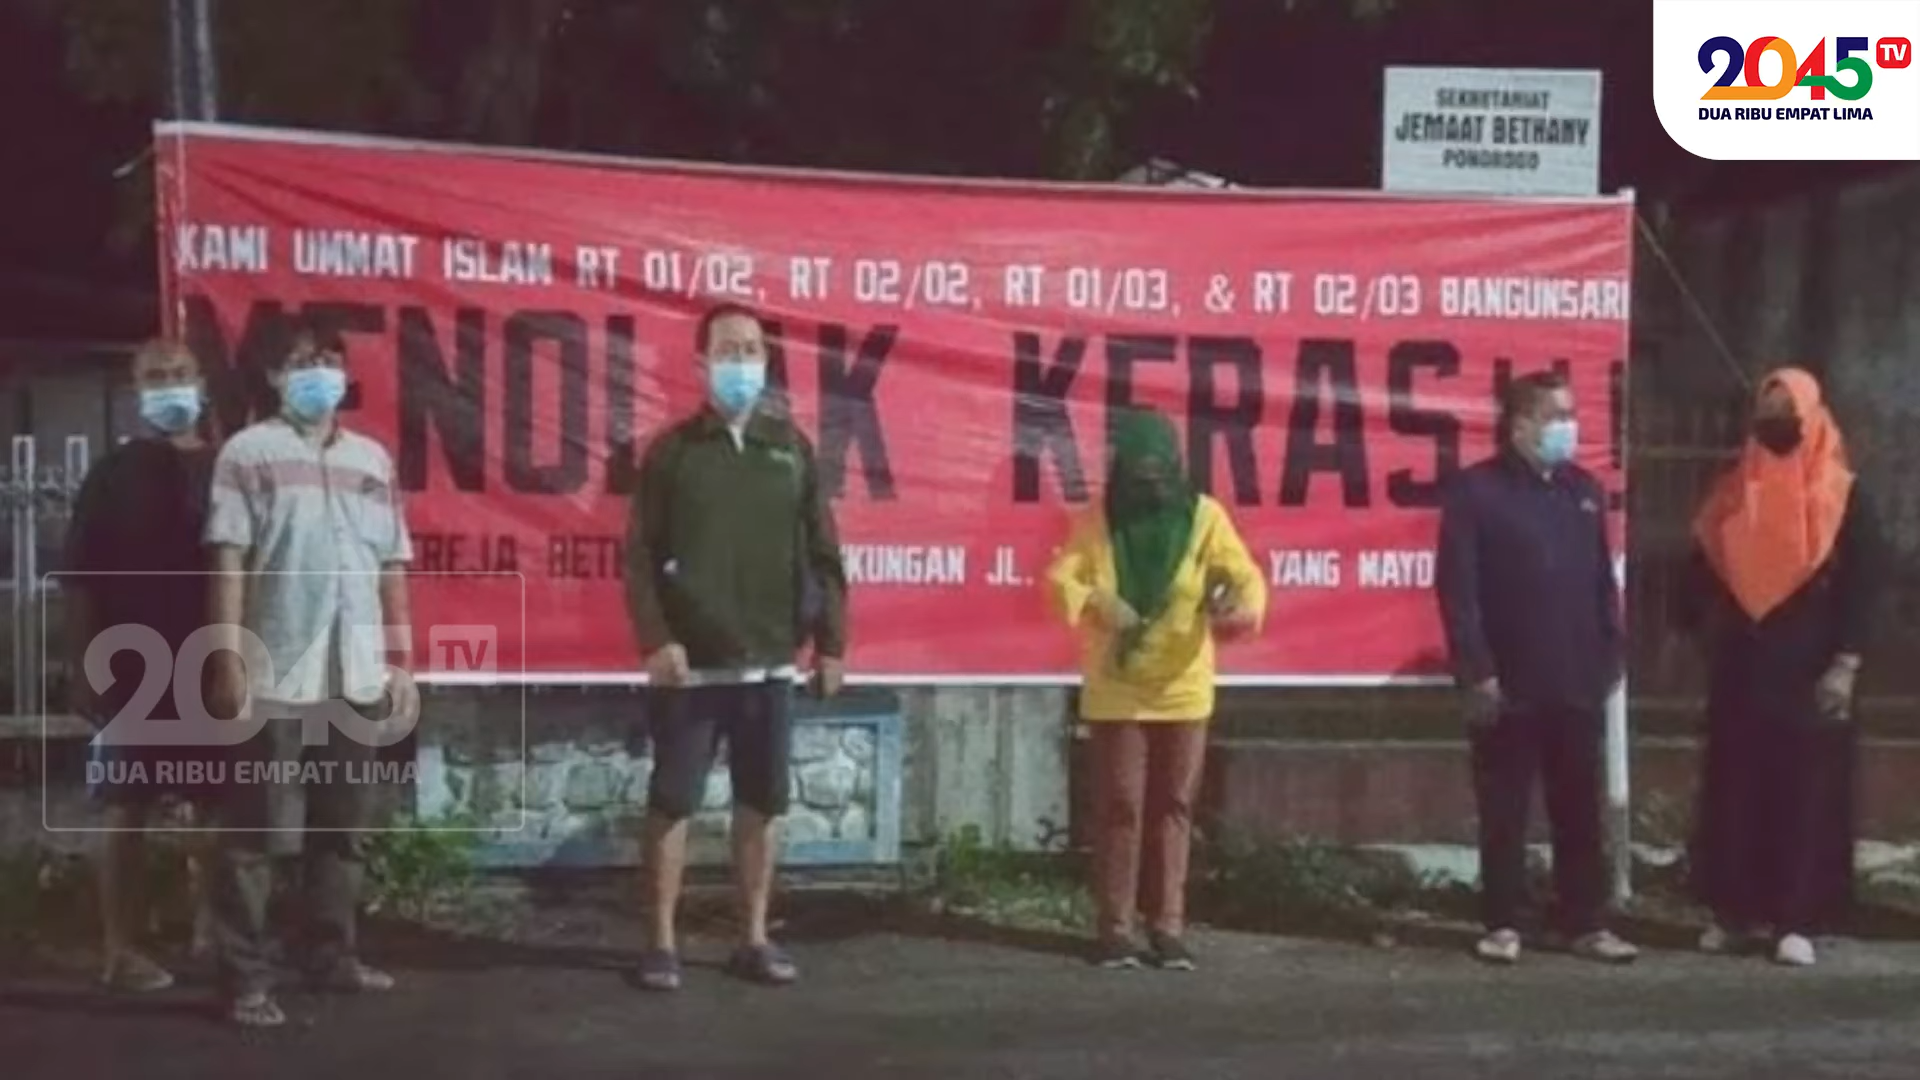 2045 TV
DUA RIBU EMPAT LIMA
SEKRETARIAT
JEMAAT BETHANY
PONOROGO
KAMI UMMAT ISLAM RT 01/02, RT 02/02, RT 01/03, & RT 02/03 BANGUNSARI
MENOLAK KERAS!!!
YANG
JL.
2045 TV
DUA RIBU EMPAT LIMA